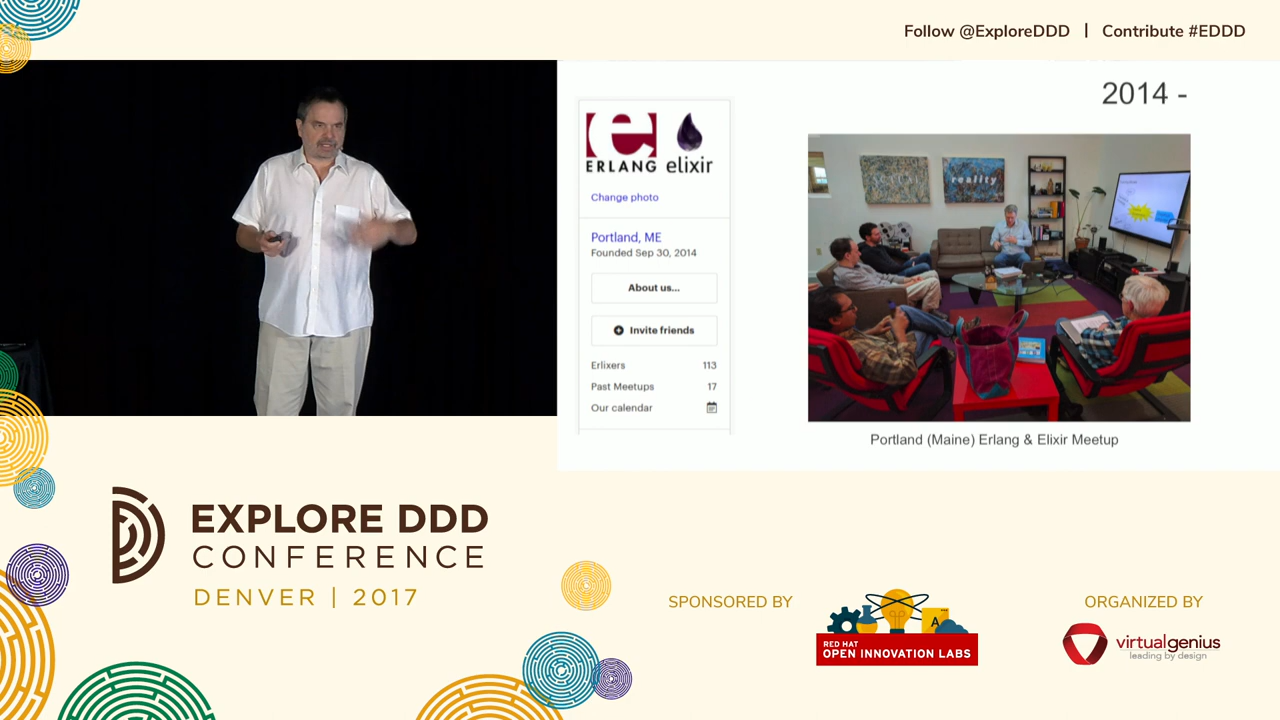 Follow @ExploreDDD | Contribute #EDDD
2014 -
ERLANG elixir
Change photo
Portland, ME
Founded Sep 30, 2014
About us...
Invite friends
Erlixers 113
Past Meetups 17
Our calendar
reality
Portland (Maine) Erlang & Elixir Meetup
EXPLORE DDD
CONFERENCE
DENVER | 2017
SPONSORED BY
RED HAT
OPEN INNOVATION LABS
ORGANIZED BY
virtualgenius
leading by design